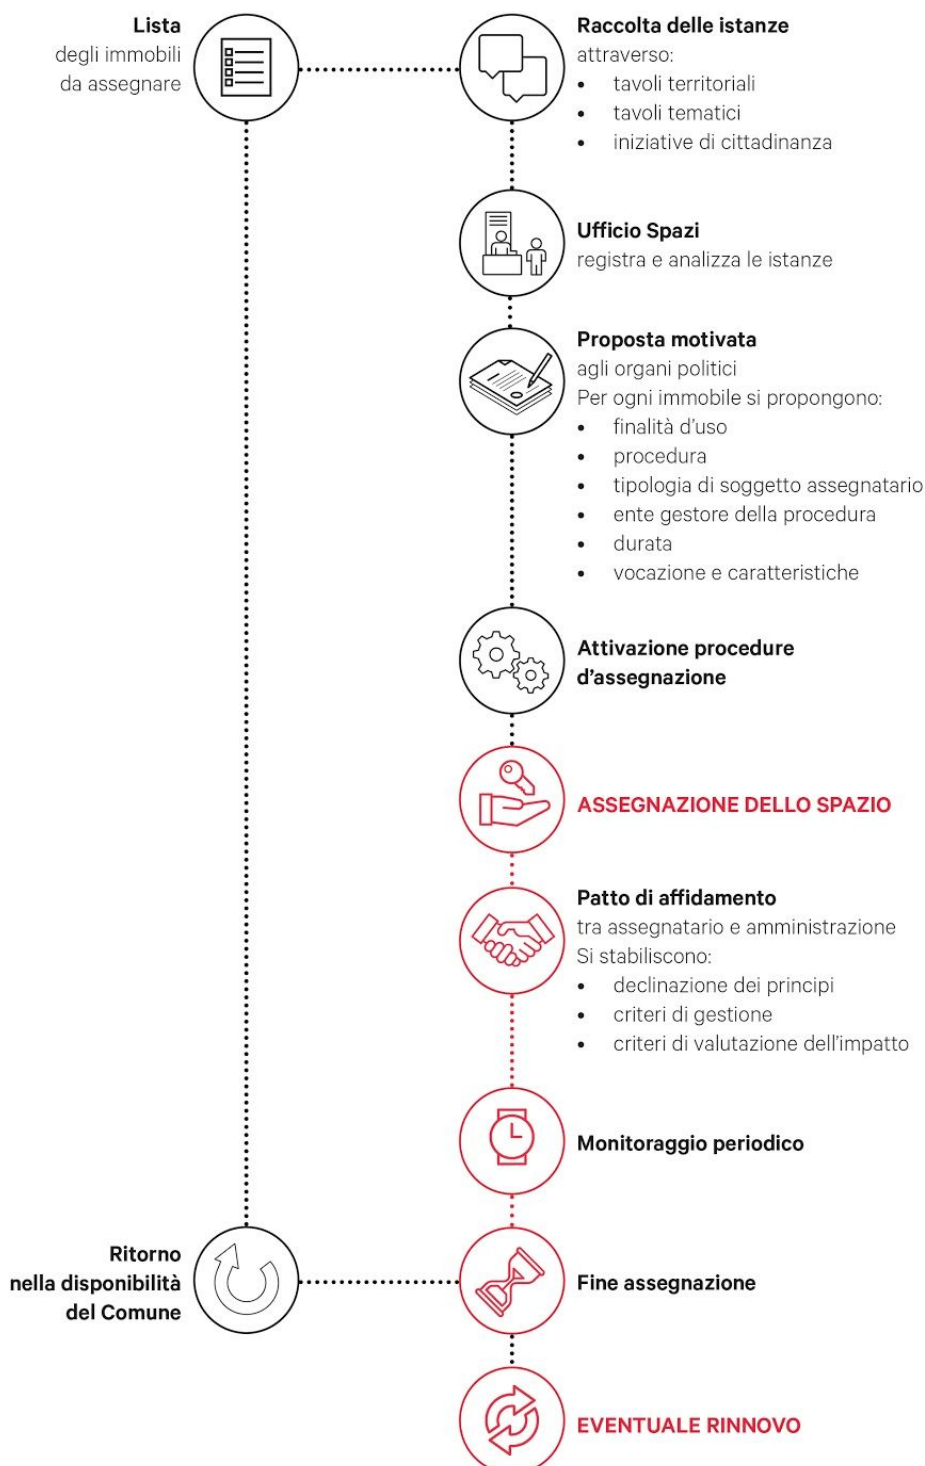 Lista
degli immobili
da assegnare
Raccolta delle istanze
attraverso:
• tavoli territoriali
• tavoli tematici
• iniziative di cittadinanza
Ufficio Spazi
registra e analizza le istanze
Proposta motivata
agli organi politici
Per ogni immobile si propongono:
• finalità d'uso
• procedura
• tipologia di soggetto assegnatario
• ente gestore della procedura
• durata
• vocazione e caratteristiche
Attivazione procedure
d'assegnazione
ASSEGNAZIONE DELLO SPAZIO
Patto di affidamento
tra assegnatario e amministrazione
Si stabiliscono:
• declinazione dei principi
• criteri di gestione
• criteri di valutazione dell'impatto
Monitoraggio periodico
Ritorno
nella disponibilità
del Comune
Fine assegnazione
EVENTUALE RINNOVO